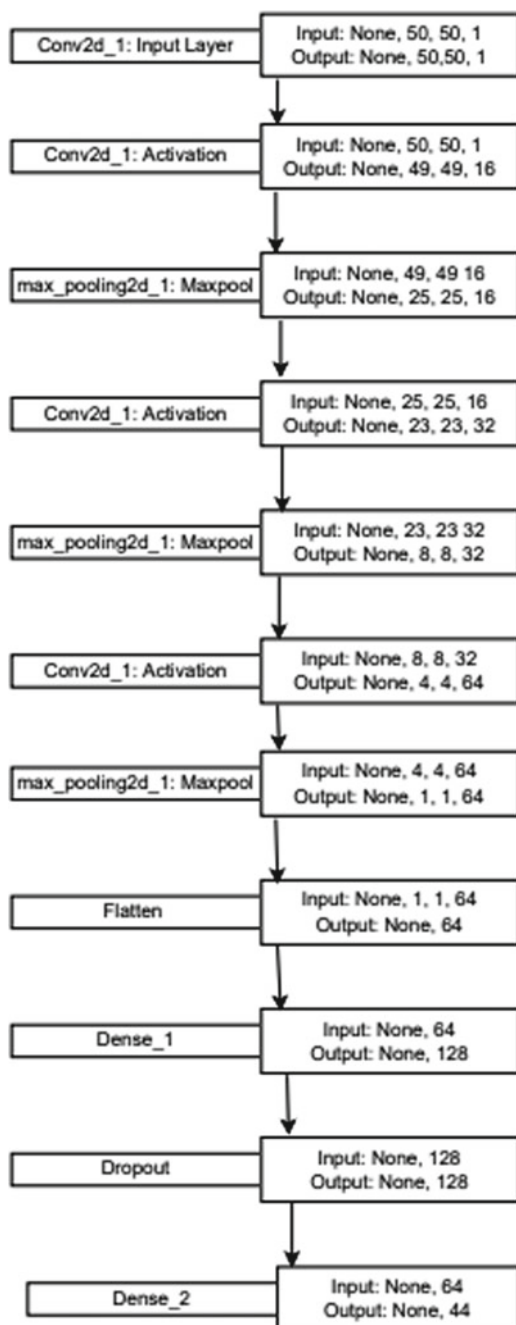 Conv2d_1: Input Layer
Input: None, 50, 50, 1
Output: None, 50,50, 1
Conv2d_1: Activation
Input: None, 50, 50, 1
Output: None, 49, 49, 16
max_pooling2d_1: Maxpool
Input: None, 49, 49 16
Output: None, 25, 25, 16
Conv2d_1: Activation
Input: None, 25, 25, 16
Output: None, 23, 23, 32
max_pooling2d_1: Maxpool
Input: None, 23, 23 32
Output: None, 8, 8, 32
Conv2d_1: Activation
Input: None, 8, 8, 32
Output: None, 4, 4, 64
max_pooling2d_1: Maxpool
Input: None, 4, 4, 64
Output: None, 1, 1, 64
Flatten
Input: None, 1, 1, 64
Output: None, 64
Dense_1
Input: None, 64
Output: None, 128
Dropout
Input: None, 128
Output: None, 128
Dense_2
Input: None, 64
Output: None, 44